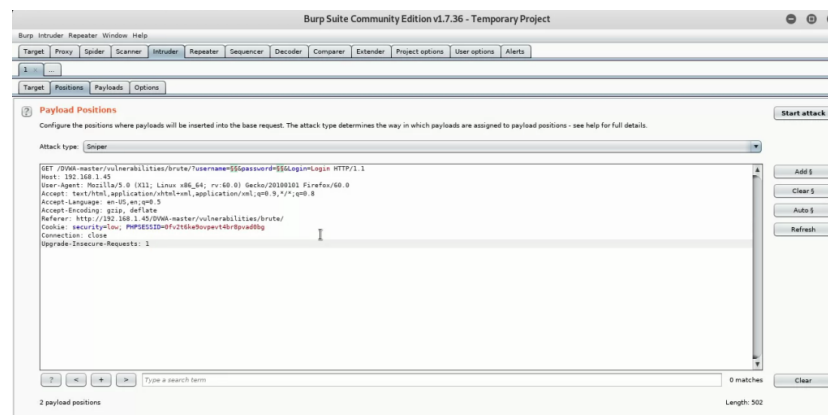 Burp Suite Community Edition v1.7.36 - Temporary Project
Burp Intruder Repeater Window Help
Target Proxy Spider Scanner Intruder Repeater Sequencer Decoder Comparer Extender Project options User options Alerts
1 × ...
Target Positions Payloads Options
? Payload Positions
Start attack
Configure the positions where payloads will be inserted into the base request. The attack type determines the way in which payloads are assigned to payload positions - see help for full details.
Attack type: Sniper
GET /DVWA-master/vulnerabilities/brute/?username=§§&password=§§&Login=Login HTTP/1.1
Host: 192.168.1.45
User-Agent: Mozilla/5.0 (X11; Linux x86_64; rv:60.0) Gecko/20100101 Firefox/60.0
Accept: text/html,application/xhtml+xml,application/xml;q=0.9,*/*;q=0.8
Accept-Language: en-US,en;q=0.5
Accept-Encoding: gzip, deflate
Referer: http://192.168.1.45/DVWA-master/vulnerabilities/brute/
Cookie: security=low; PHPSESSID=0fv2t6ke9ovpevt4br8pvad0bg
Connection: close
Upgrade-Insecure-Requests: 1
Add §
Clear §
Auto §
Refresh
? < + > Type a search term
0 matches
Clear
2 payload positions
Length: 502